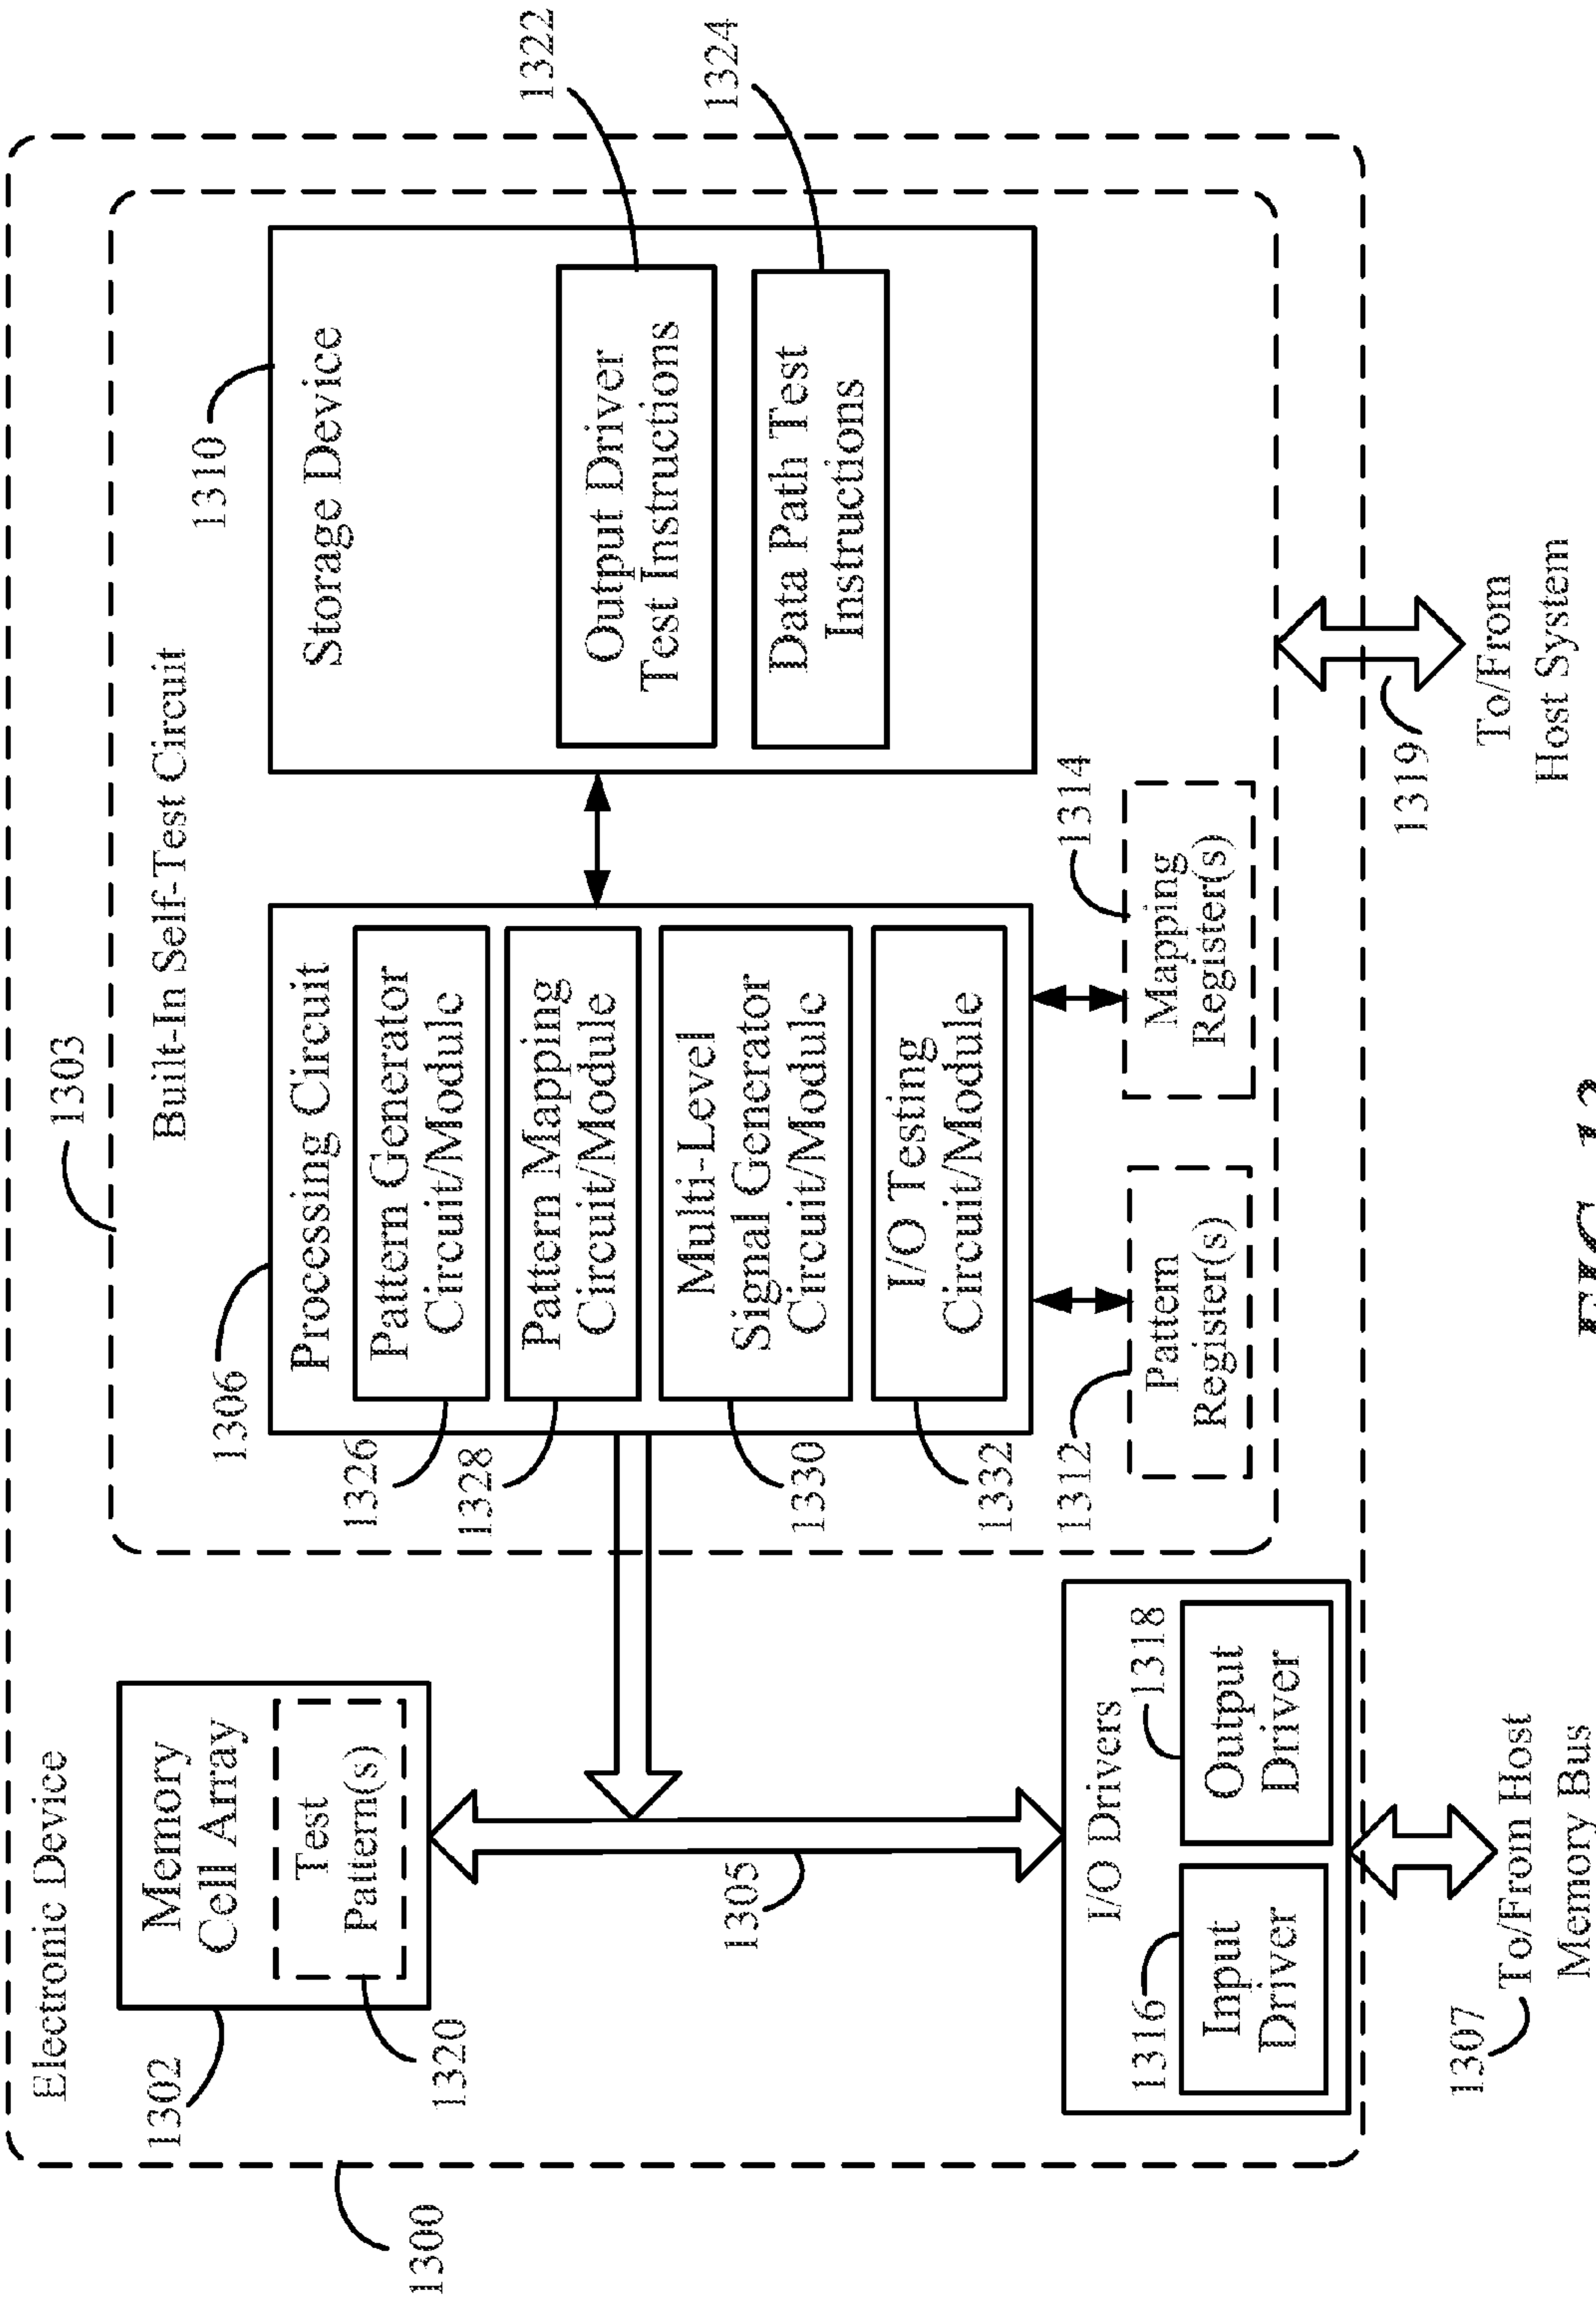 Electronic Device
1300
1302
Memory
Cell Array
Test
Pattern(s)
1320
1305
I/O Drivers
1316
Input
Driver
1318
Output
Driver
1307
To/From Host
Memory Bus
1303
Built-In Self-Test Circuit
1306
Processing Circuit
1326
Pattern Generator
Circuit/Module
1328
Pattern Mapping
Circuit/Module
1330
Multi-Level
Signal Generator
Circuit/Module
1332
I/O Testing
Circuit/Module
1312
Pattern
Register(s)
1314
Mapping
Register(s)
1310
Storage Device
Output Driver
Test Instructions
1322
Data Path Test
Instructions
1324
1319
To/From
Host System